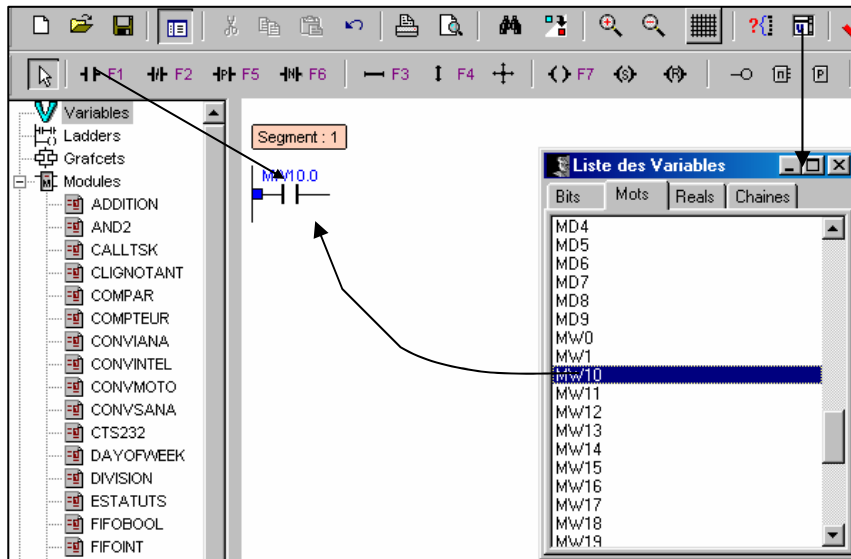 ?{}
F1 F2 P F5 N F6 F3 F4 F7 S R P
Variables
Ladders
Grafcets
Modules
ADDITION
AND2
CALLTSK
CLIGNOTANT
COMPAR
COMPTEUR
CONVIANA
CONVINTEL
CONVMOTO
CONVSANA
CTS232
DAYOFWEEK
DIVISION
ESTATUTS
FIFOBOOL
FIFOINT
Segment : 1
MW10.0
Liste des Variables
Bits Mots Reals Chaines
MD4
MD5
MD6
MD7
MD8
MD9
MW0
MW1
MW10
MW11
MW12
MW13
MW14
MW15
MW16
MW17
MW18
MW19